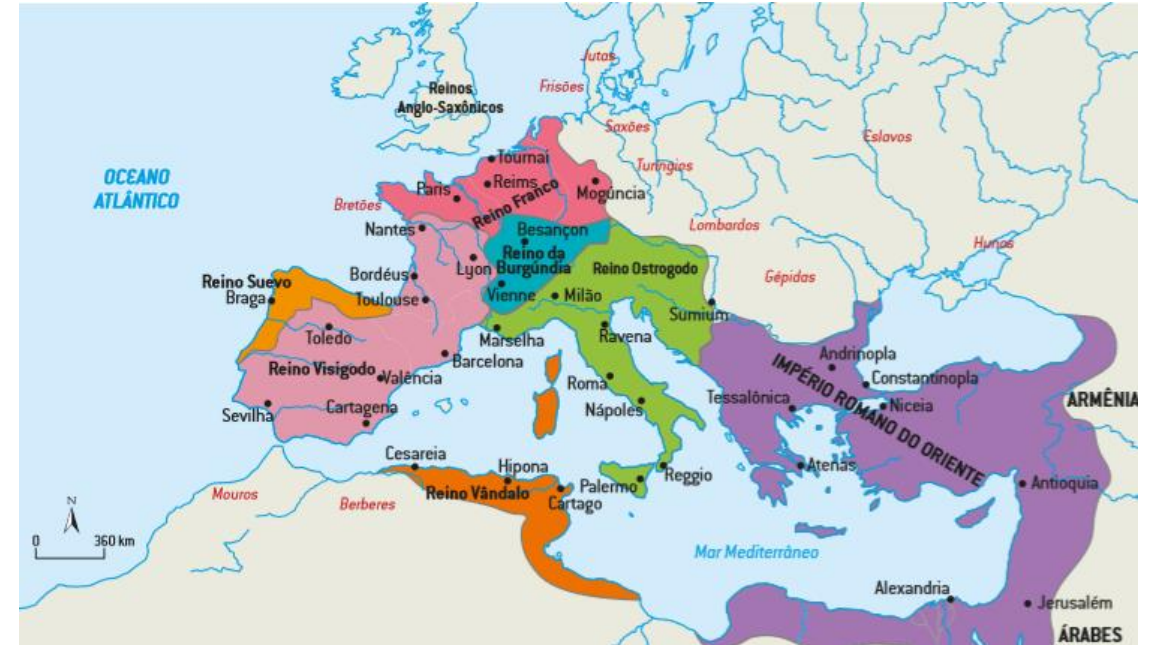 Jutas
Frisões
Reinos
Anglo-Saxônicos
Saxões
Eslavos
Turíngios
OCEANO
ATLÂNTICO
Tournai
Reims
Paris
Reino Franco
Mogúncia
Bretões
Nantes
Besançon
Lombardos
Hunos
Reino da
Burgúndia
Lyon
Reino Ostrogodo
Gépidas
Reino Suevo
Braga
Bordéus
Toulouse
Vienne
Milão
Sumium
Toledo
Marselha
Ravena
Barcelona
Andrinopla
Constantinopla
Reino Visigodo
Valência
Roma
IMPÉRIO ROMANO DO ORIENTE
ARMÊNIA
Sevilha
Cartagena
Nápoles
Tessalônica
Niceia
Cesareia
Hipona
Reggio
Atenas
Antioquia
Mouros
Berberes
Reino Vândalo
Cartago
Palermo
N
0 360 km
Mar Mediterrâneo
Alexandria
Jerusalém
ÁRABES